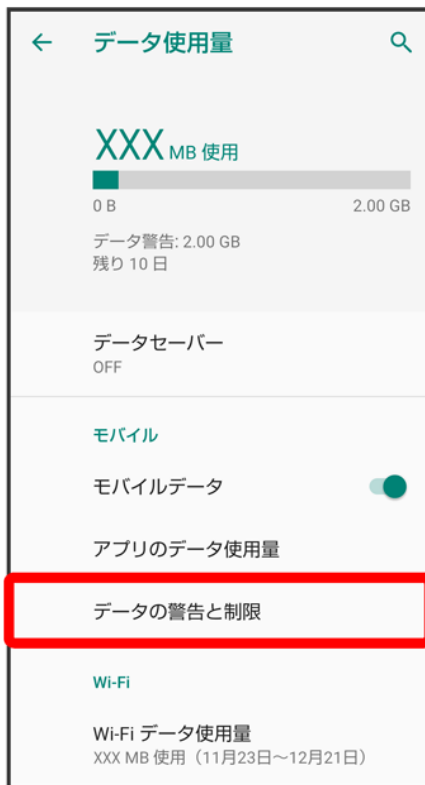 データ使用量
XXX MB 使用
0 B 2.00 GB
データ警告: 2.00 GB
残り 10 日
データセーバー
OFF
モバイル
モバイルデータ
アプリのデータ使用量
データの警告と制限
Wi-Fi
Wi-Fi データ使用量
XXX MB 使用（11月23日～12月21日）